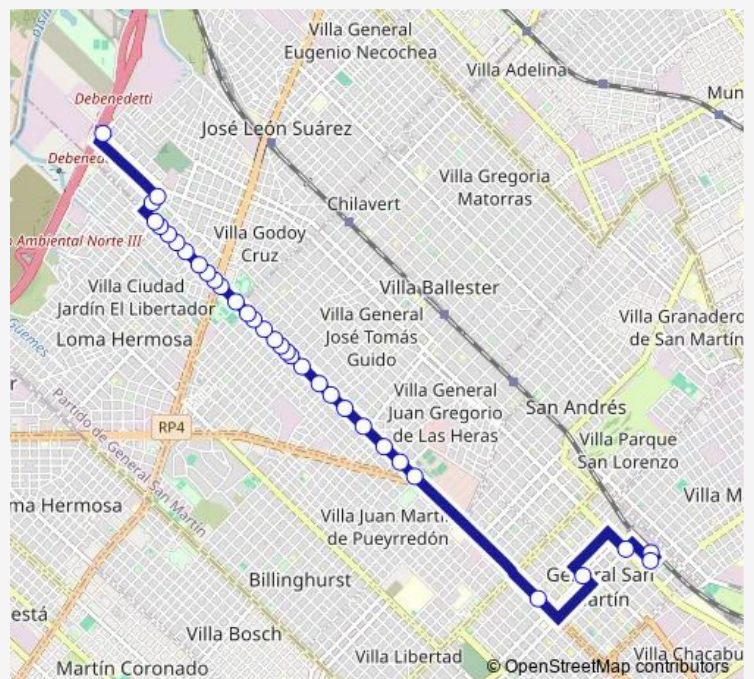 Villa General
Eugenio Necochea
Villa Adelina
Debenedetti
Mun
José León Suárez
Villa Gregoria
Matorras
Chilavert
Ambiental Norte III
Villa Godoy
Cruz
Villa Ciudad
Jardín El Libertador
Villa Ballester
Villa General
José Tomás
Guido
Villa Granadero
de San Martín
Loma Hermosa
Güemes
Villa General
Juan Gregorio
de Las Heras
San Andrés
Partido de General San Martín
RP4
Villa Parque
San Lorenzo
ma Hermosa
Villa M
Villa Juan Martí
de Pueyrredón
Billinghurst
General San
Martín
está
Villa Bosch
Villa Libertad
Villa Chacabu
Martín Coronado
© OpenStreetMap contributors